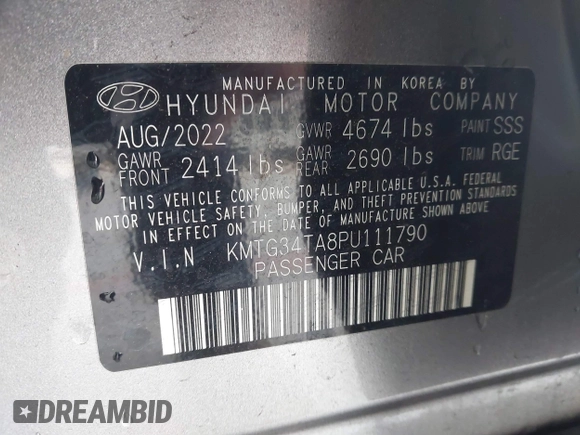 MANUFACTURED IN KOREA BY
HYUNDAI MOTOR COMPANY
AUG/2022 GVWR 4674 lbs PAINT SSS
GAWR FRONT 2414 lbs GAWR REAR 2690 lbs TRIM RGE
THIS VEHICLE CONFORMS TO ALL APPLICABLE U.S.A. FEDERAL
MOTOR VEHICLE SAFETY, BUMPER, AND THEFT PREVENTION STANDARDS
IN EFFECT ON THE DATE OF MANUFACTURE SHOWN ABOVE.
V.I.N KMTG34TA8PU111790
PASSENGER CAR
DREAMBID